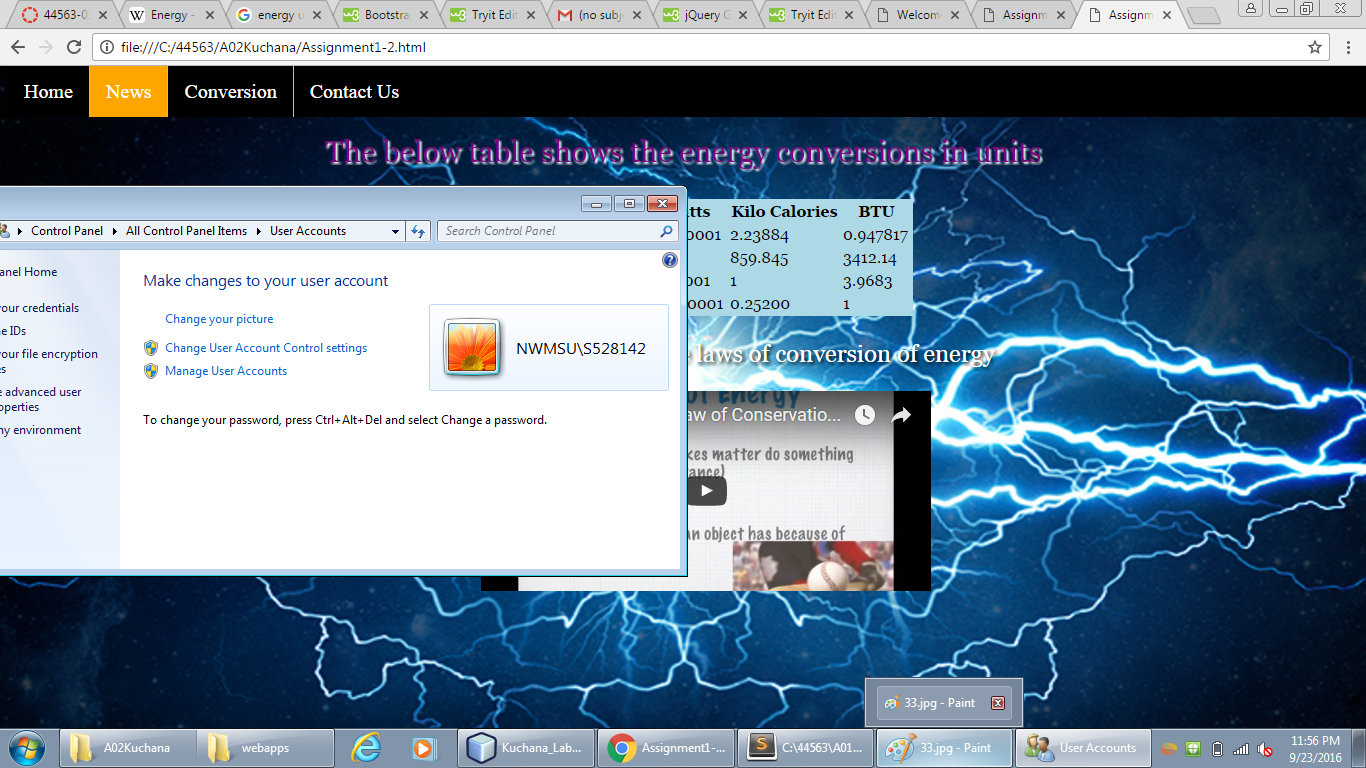 44563-0
Energy -
energy u
Bootstra
Tryit Edit
(no subj
jQuery G
Tryit Edit
Welcom
Assignm
Assignm
file:///C:/44563/A02Kuchana/Assignment1-2.html
Home News Conversion Contact Us
The below table shows the energy conversions in units
tts Kilo Calories BTU
0001 2.23884 0.947817
859.845 3412.14
001 1 3.9683
0001 0.25200 1
laws of conversion of energy
Control Panel All Control Panel Items User Accounts
Search Control Panel
anel Home
your credentials
e IDs
your file encryption
es
e advanced user
operties
ny environment
Make changes to your user account
Change your picture
Change User Account Control settings
Manage User Accounts
NWMSU\S528142
To change your password, press Ctrl+Alt+Del and select Change a password.
of Energy
aw of Conservatio...
kes matter do something
tance)
an object has because of
33.jpg - Paint
A02Kuchana
webapps
Kuchana_Lab...
Assignment1-...
C:\44563\A01...
33.jpg - Paint
User Accounts
11:56 PM
9/23/2016